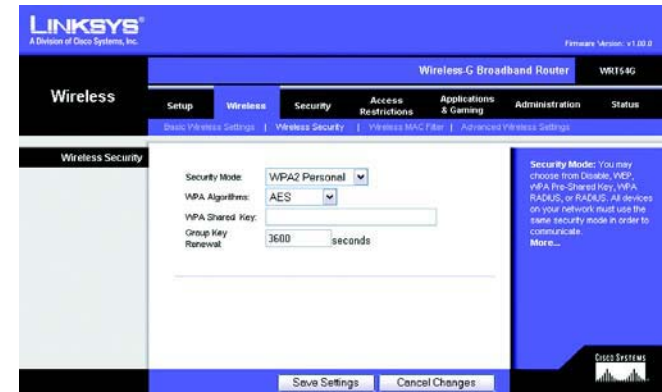 LINKSYS®
A Division of Cisco Systems, Inc.
Firmware Version: v1.00.0
Wireless-G Broadband Router WRT54G
Wireless
Setup Wireless Security Access Restrictions Applications & Gaming Administration Status
Basic Wireless Settings | Wireless Security | Wireless MAC Filter | Advanced Wireless Settings
Wireless Security
Security Mode: WPA2 Personal
WPA Algorithms: AES
WPA Shared Key:
Group Key Renewal: 3600 seconds
Security Mode: You may
choose from Disable, WEP,
WPA Pre-Shared Key, WPA
RADIUS, or RADIUS. All devices
on your network must use the
same security mode in order to
communicate.
More...
CISCO SYSTEMS
Save Settings Cancel Changes